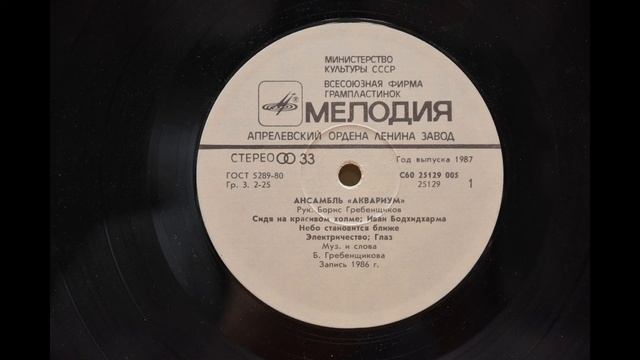 МИНИСТЕРСТВО
КУЛЬТУРЫ СССР
ВСЕСОЮЗНАЯ ФИРМА
ГРАМПЛАСТИНОК
МЕЛОДИЯ
АПРЕЛЕВСКИЙ ОРДЕНА ЛЕНИНА ЗАВОД
СТЕРЕО 33
Год выпуска 1987
ГОСТ 5289-80
С60 25129 005
Гр. 3. 2-25
25129
1
АНСАМБЛЬ «АКВАРИУМ»
Рук. Борис Гребенщиков
Сидя на красивом холме; Иван Бодхидхарма
Небо становится ближе
Электричество; Глаз
Муз. и слова
Б. Гребенщикова
Запись 1986 г.